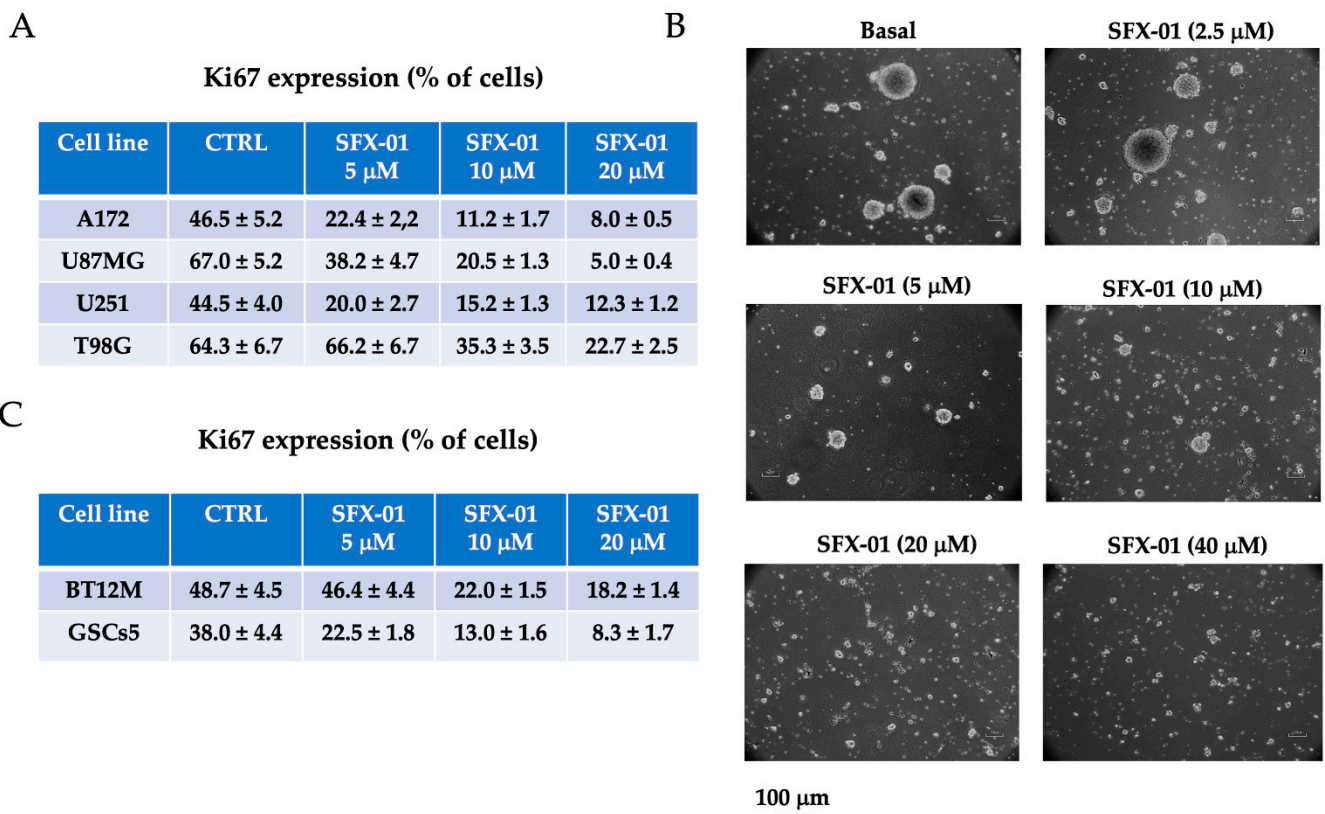 A
Ki67 expression (% of cells)
Cell line CTRL SFX-01 5 μM SFX-01 10 μM SFX-01 20 μM
A172 46.5 ± 5.2 22.4 ± 2,2 11.2 ± 1.7 8.0 ± 0.5
U87MG 67.0 ± 5.2 38.2 ± 4.7 20.5 ± 1.3 5.0 ± 0.4
U251 44.5 ± 4.0 20.0 ± 2.7 15.2 ± 1.3 12.3 ± 1.2
T98G 64.3 ± 6.7 66.2 ± 6.7 35.3 ± 3.5 22.7 ± 2.5
B
Basal
SFX-01 (2.5 μM)
SFX-01 (5 μM)
SFX-01 (10 μM)
SFX-01 (20 μM)
SFX-01 (40 μM)
100 μm
C
Ki67 expression (% of cells)
Cell line CTRL SFX-01 5 μM SFX-01 10 μM SFX-01 20 μM
BT12M 48.7 ± 4.5 46.4 ± 4.4 22.0 ± 1.5 18.2 ± 1.4
GSCs5 38.0 ± 4.4 22.5 ± 1.8 13.0 ± 1.6 8.3 ± 1.7